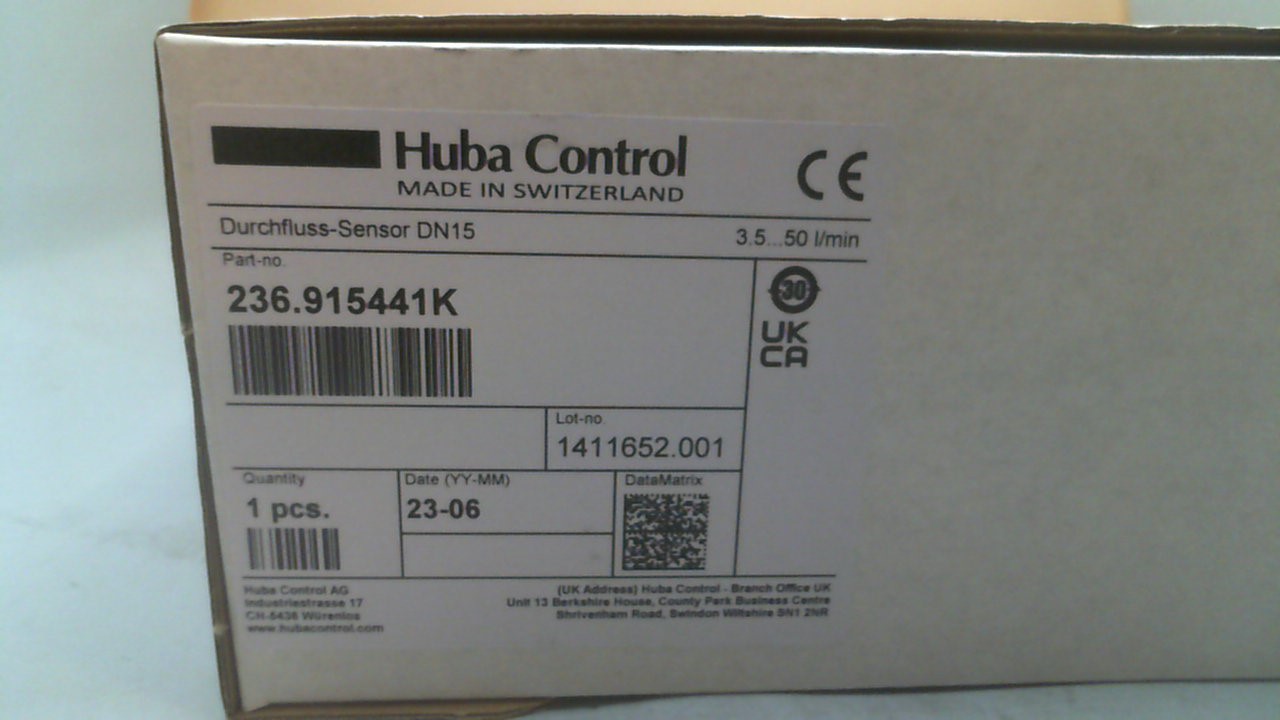 Huba Control
MADE IN SWITZERLAND
CE
Durchfluss-Sensor DN15
3.5...50 l/min
Part-no.
236.915441K
30
UK
CA
Lot-no.
1411652.001
Quantity
1 pcs.
Date (YY-MM)
23-06
DataMatrix
Huba Control AG
Industriestrasse 17
CH-5436 Würenlos
www.hubacontrol.com
(UK Address) Huba Control - Branch Office UK
Unit 13 Berkshire House, County Park Business Centre
Shrivenham Road, Swindon Wiltshire SN1 2NR